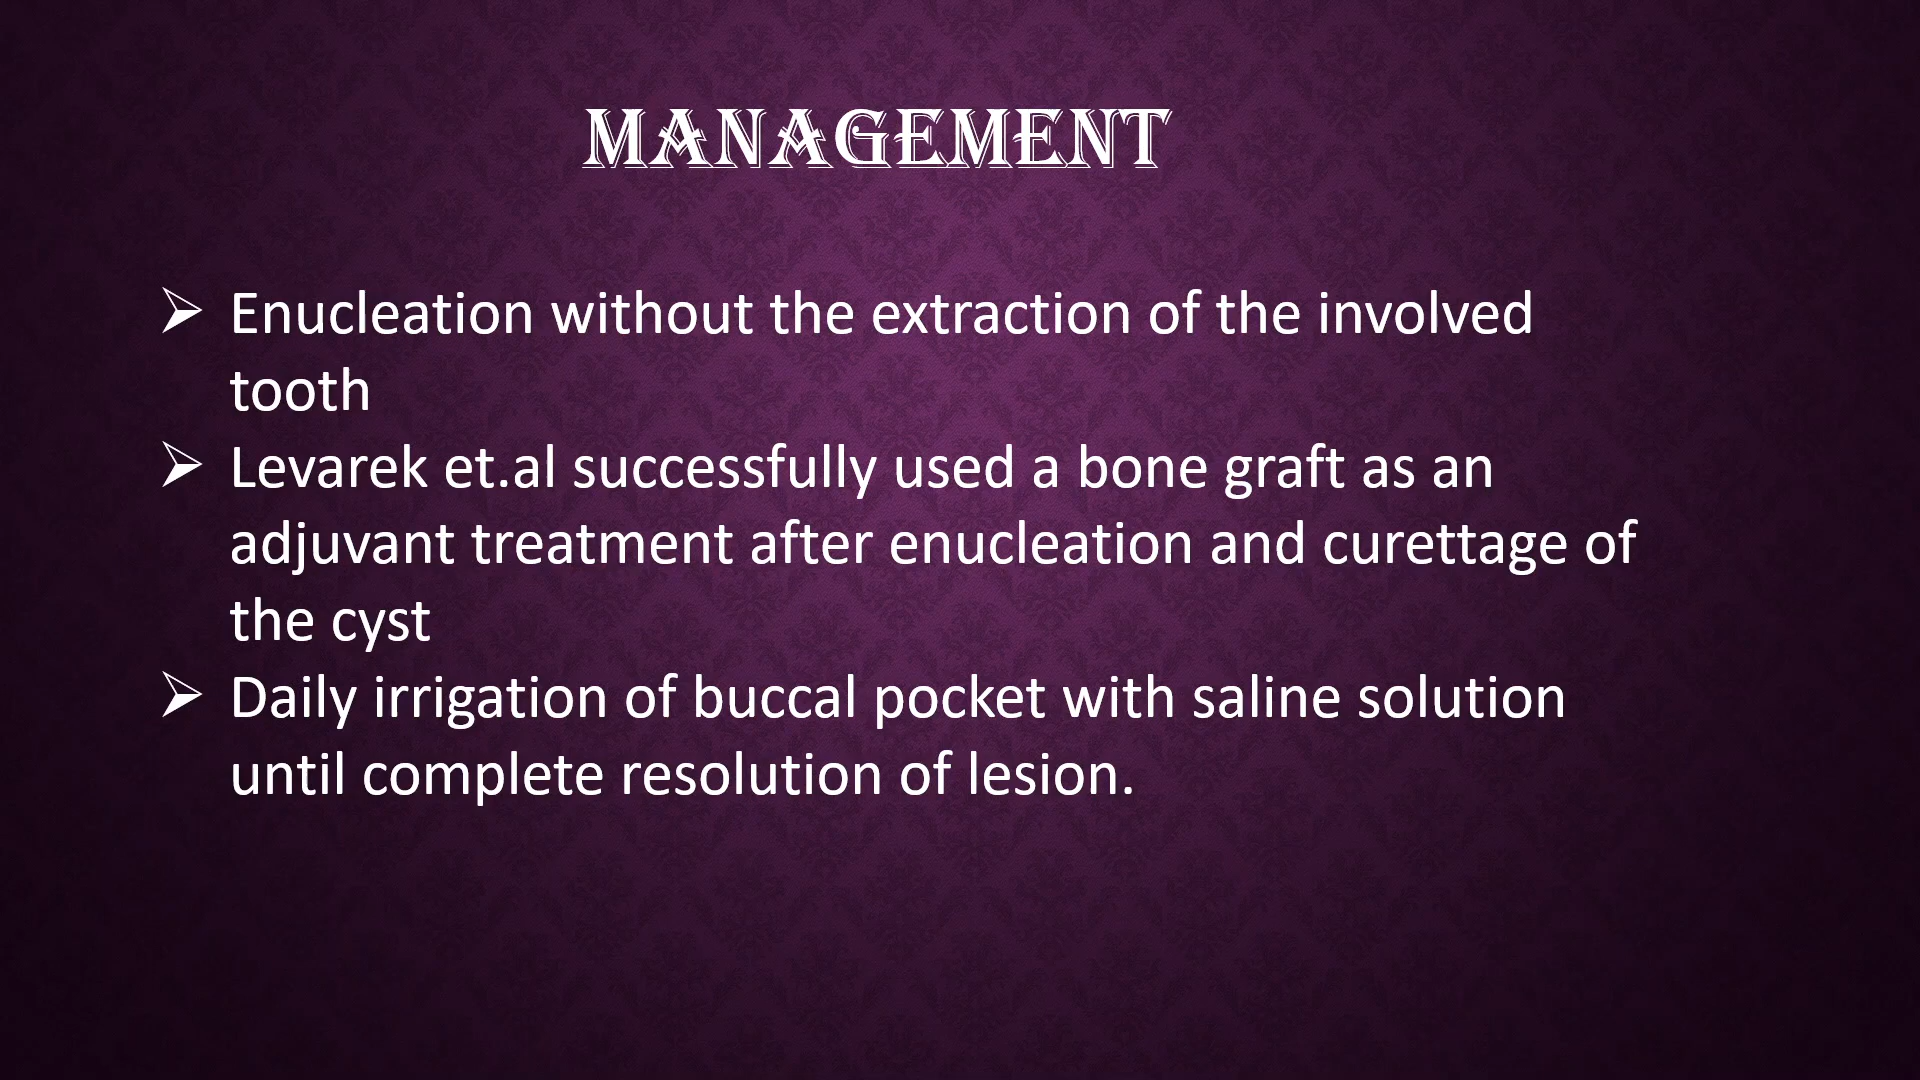 MANAGEMENT
Enucleation without the extraction of the involved
tooth
Levarek et.al successfully used a bone graft as an
adjuvant treatment after enucleation and curettage of
the cyst
Daily irrigation of buccal pocket with saline solution
until complete resolution of lesion.